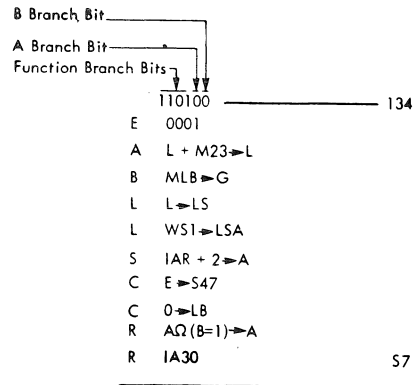 B Branch Bit
A Branch Bit
Function Branch Bits
110100 134
E 0001
A L + M23➛L
B MLB➛G
L L➛LS
L WS1➛LSA
S IAR + 2➛A
C E➛S47
C 0➛LB
R AΩ(B=1)➛A
R IA30 S7